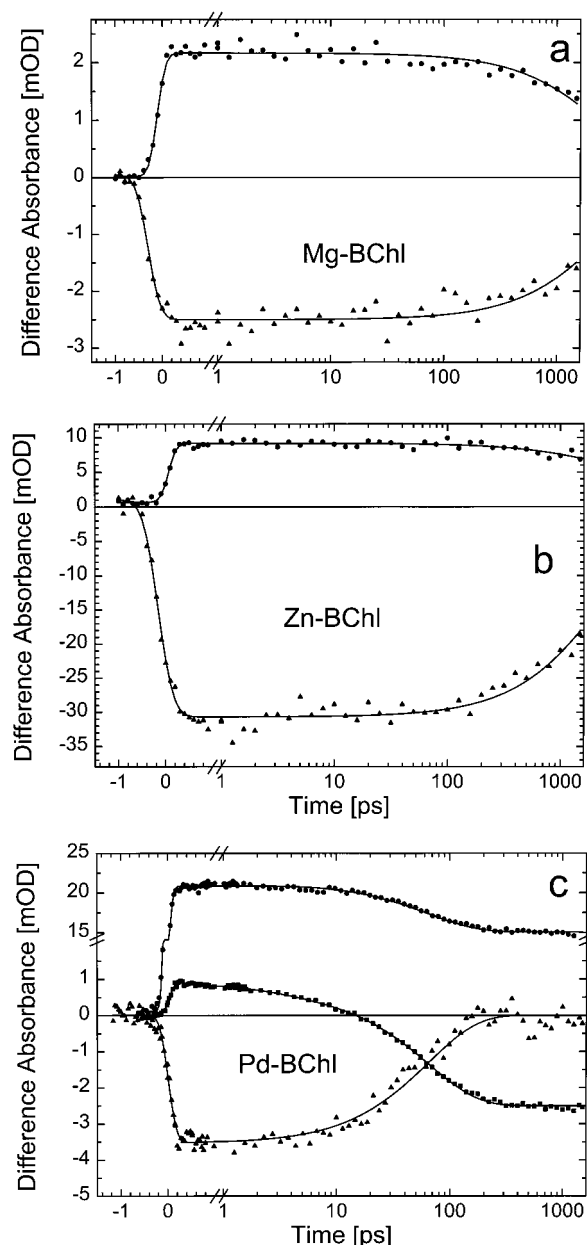 a
Difference Absorbance [mOD]
2
1
0
-1
-2
-3
Mg-BChl
-1 0 1 10 100 1000
b
Difference Absorbance [mOD]
10
5
0
-5
-10
-15
-20
-25
-30
-35
Zn-BChl
-1 0 1 10 100 1000
Time [ps]
c
Difference Absorbance [mOD]
25
20
15
1
0
-1
-2
-3
-4
-5
Pd-BChl
-1 0 1 10 100 1000
Time [ps]